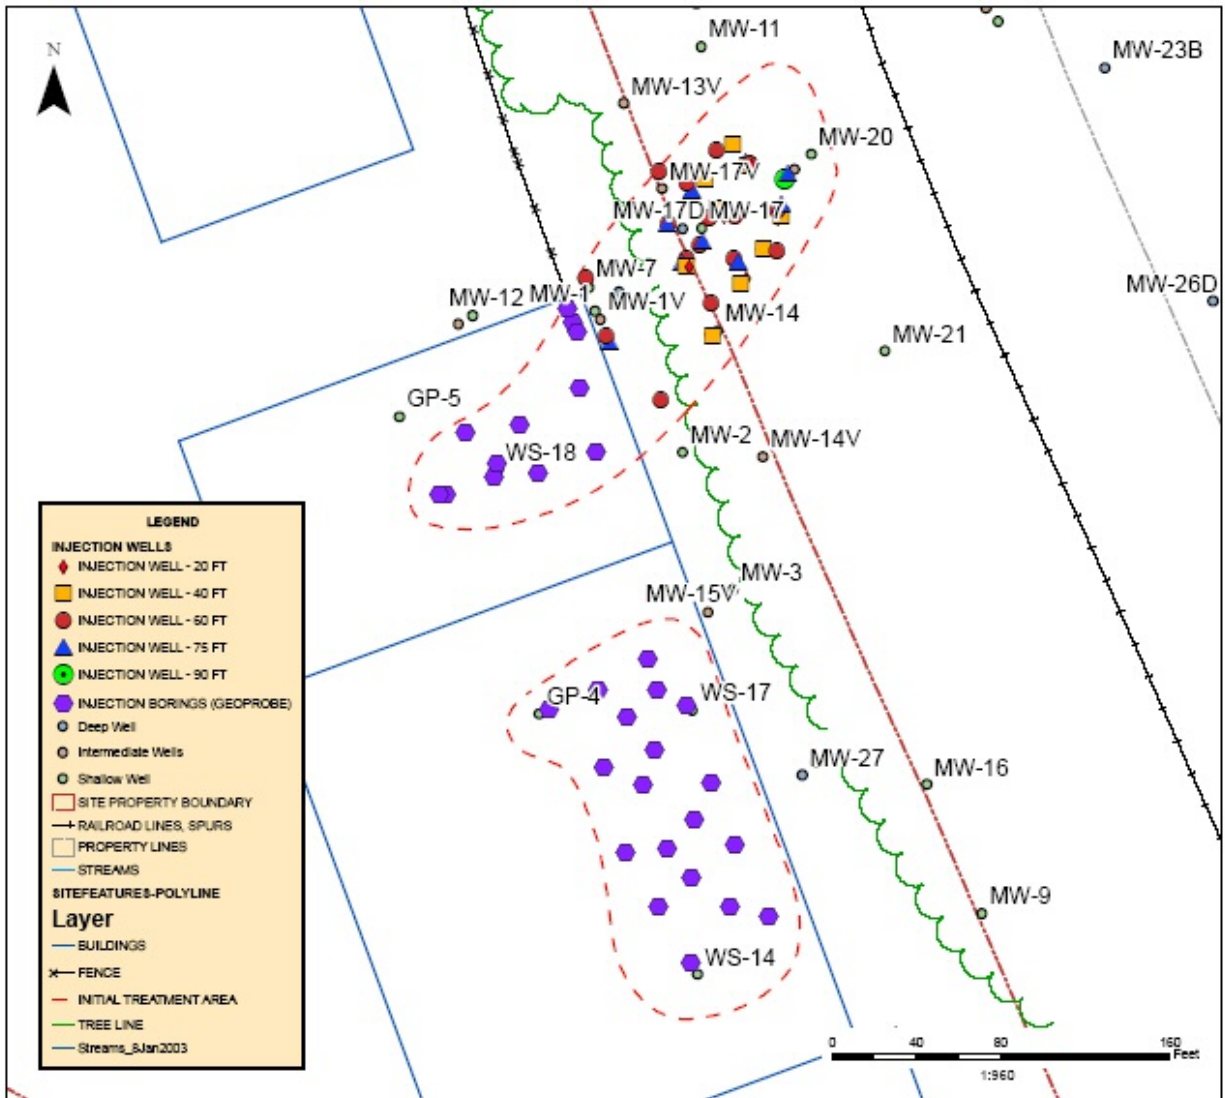 MW-11
MW-23B
N
MW-13V
MW-20
MW-17V
MW-17D
MW-17
MW-7
MW-26D
MW-12
MW-1
MW-1V
MW-14
MW-21
GP-5
MW-2
MW-14V
WS-18
LEGEND
INJECTION WELLS
INJECTION WELL - 20 FT
INJECTION WELL - 40 FT
INJECTION WELL - 60 FT
INJECTION WELL - 75 FT
INJECTION WELL - 90 FT
INJECTION BORINGS (GEOPROBE)
Deep Well
Intermediate Wells
Shallow Well
SITE PROPERTY BOUNDARY
RAILROAD LINES, SPURS
PROPERTY LINES
STREAMS
SITEFEATURES-POLYLINE
Layer
BUILDINGS
FENCE
INITIAL TREATMENT AREA
TREE LINE
Streams_8Jan2003
MW-3
MW-15V
GP-4
WS-17
MW-27
MW-16
MW-9
WS-14
0 40 80 160
Feet
1:960